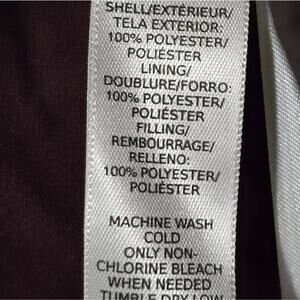 SHELL/EXTÉRIEUR/
TELA EXTERIOR:
100% POLYESTER/
POLIÉSTER
LINING/
DOUBLURE/FORRO:
100% POLYESTER/
POLIÉSTER
FILLING/
REMBOURRAGE/
RELLENO:
100% POLYESTER/
POLIÉSTER
MACHINE WASH
COLD
ONLY NON-
CHLORINE BLEACH
WHEN NEEDED
TUMBLE DRY LOW